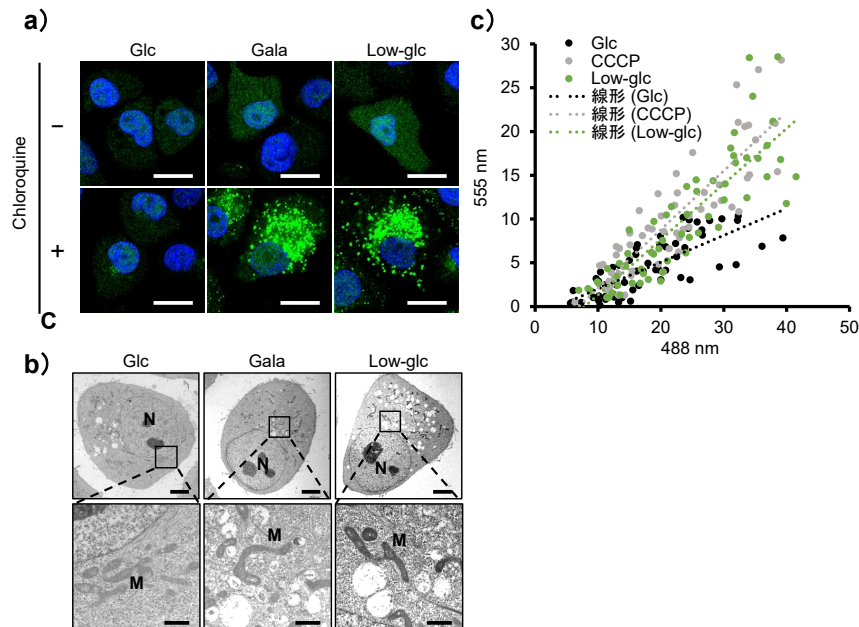 a)
Glc Gala Low-glc
Chloroquine
−
+
C
b)
Glc Gala Low-glc
N N N
M M M
c)
30
25
20
15
10
5
0
555 nm
Glc
CCCP
Low-glc
線形 (Glc)
線形 (CCCP)
線形 (Low-glc)
0 10 20 30 40 50
488 nm